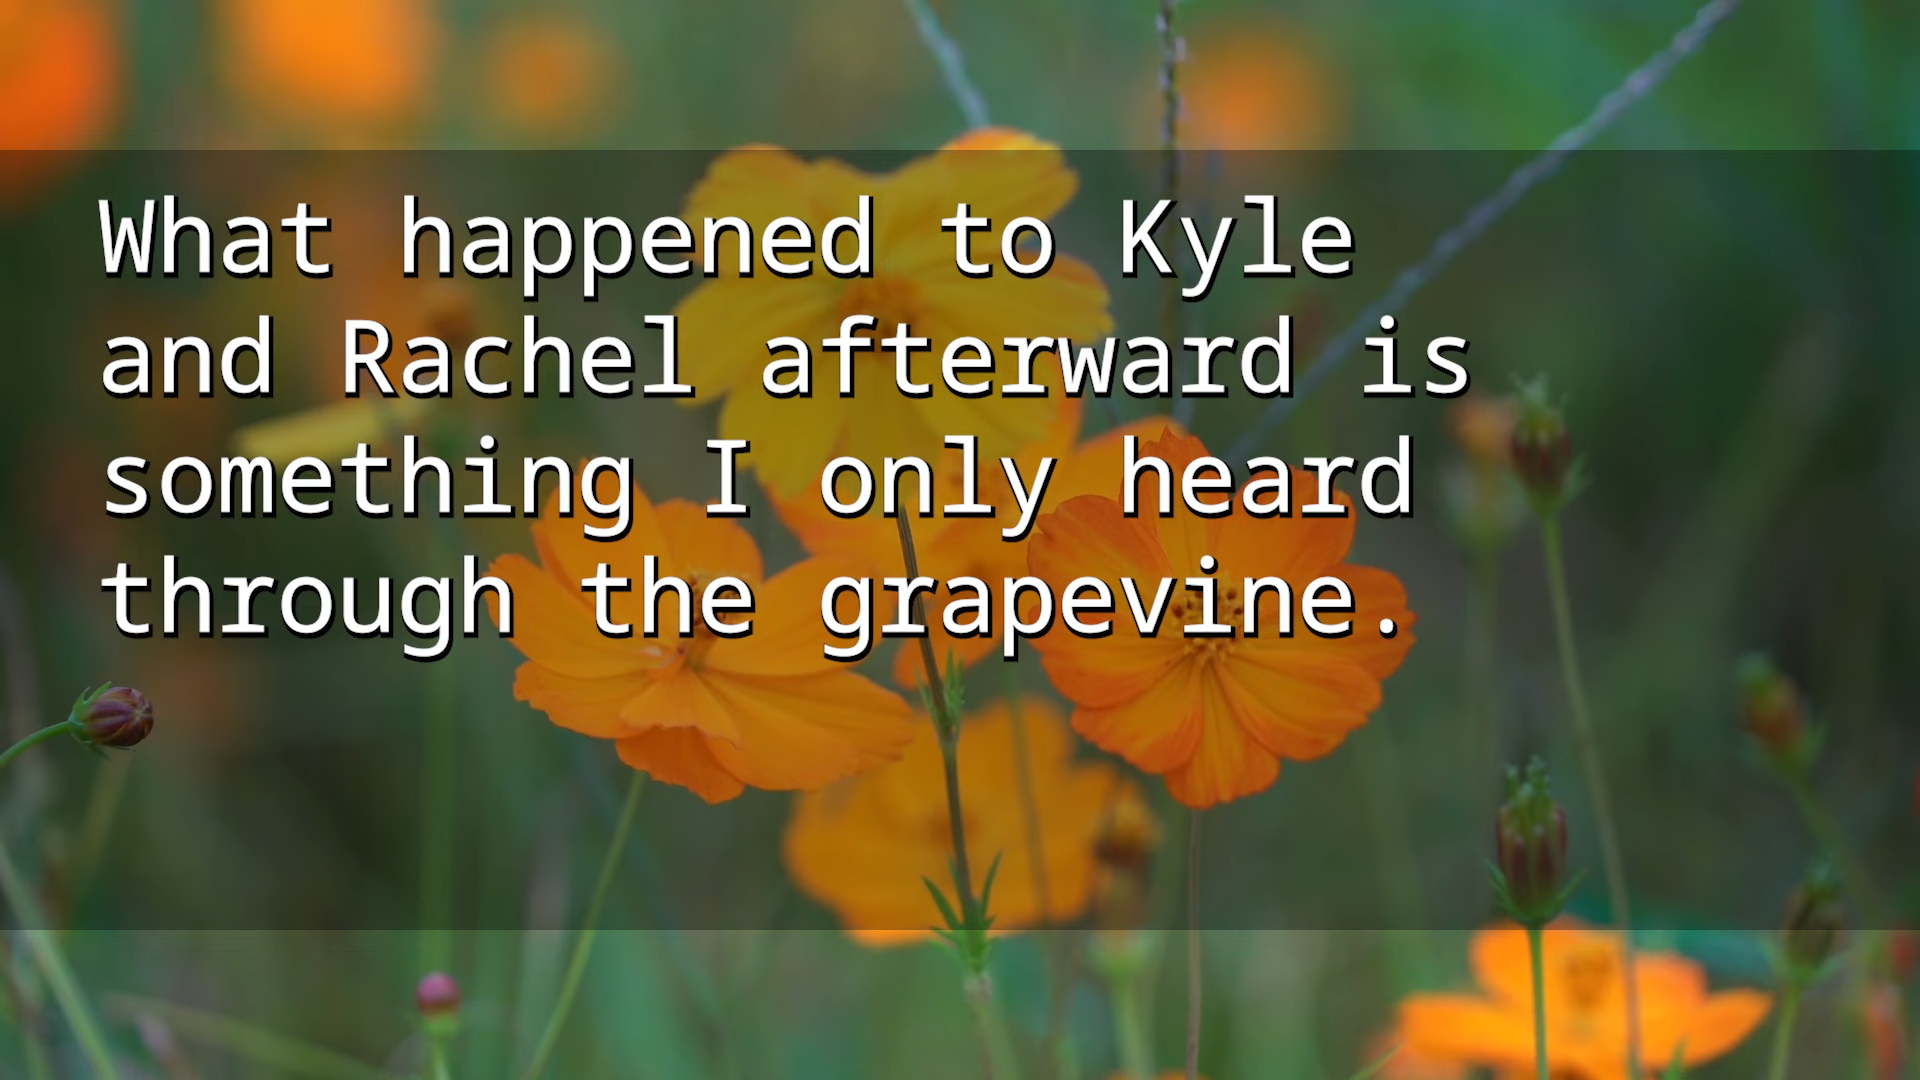 What happened to Kyle
and Rachel afterward is
something I only heard
through the grapevine.